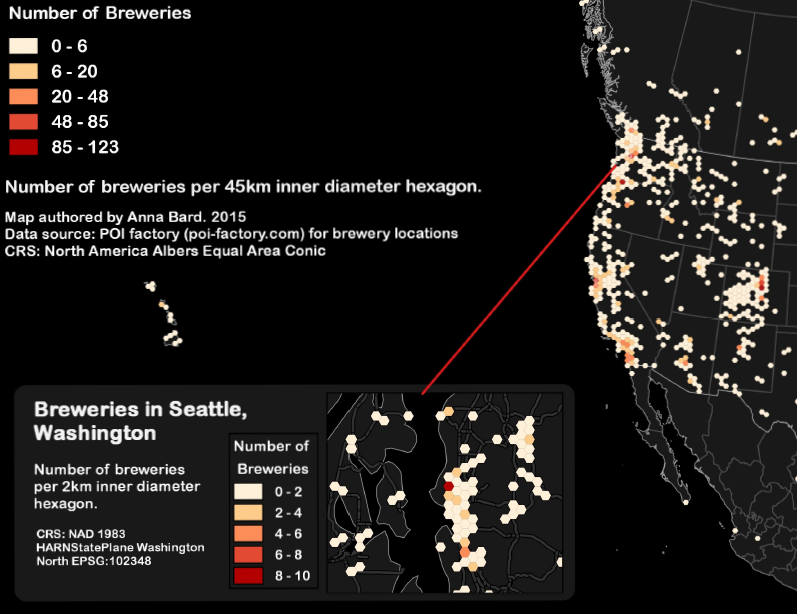 Number of Breweries
0 - 6
6 - 20
20 - 48
48 - 85
85 - 123
Number of breweries per 45km inner diameter hexagon.
Map authored by Anna Bard. 2015
Data source: POI factory (poi-factory.com) for brewery locations
CRS: North America Albers Equal Area Conic
Breweries in Seattle,
Washington
Number of breweries
per 2km inner diameter
hexagon.
CRS: NAD 1983
HARNStatePlane Washington
North EPSG:102348
Number of
Breweries
0 - 2
2 - 4
4 - 6
6 - 8
8 - 10